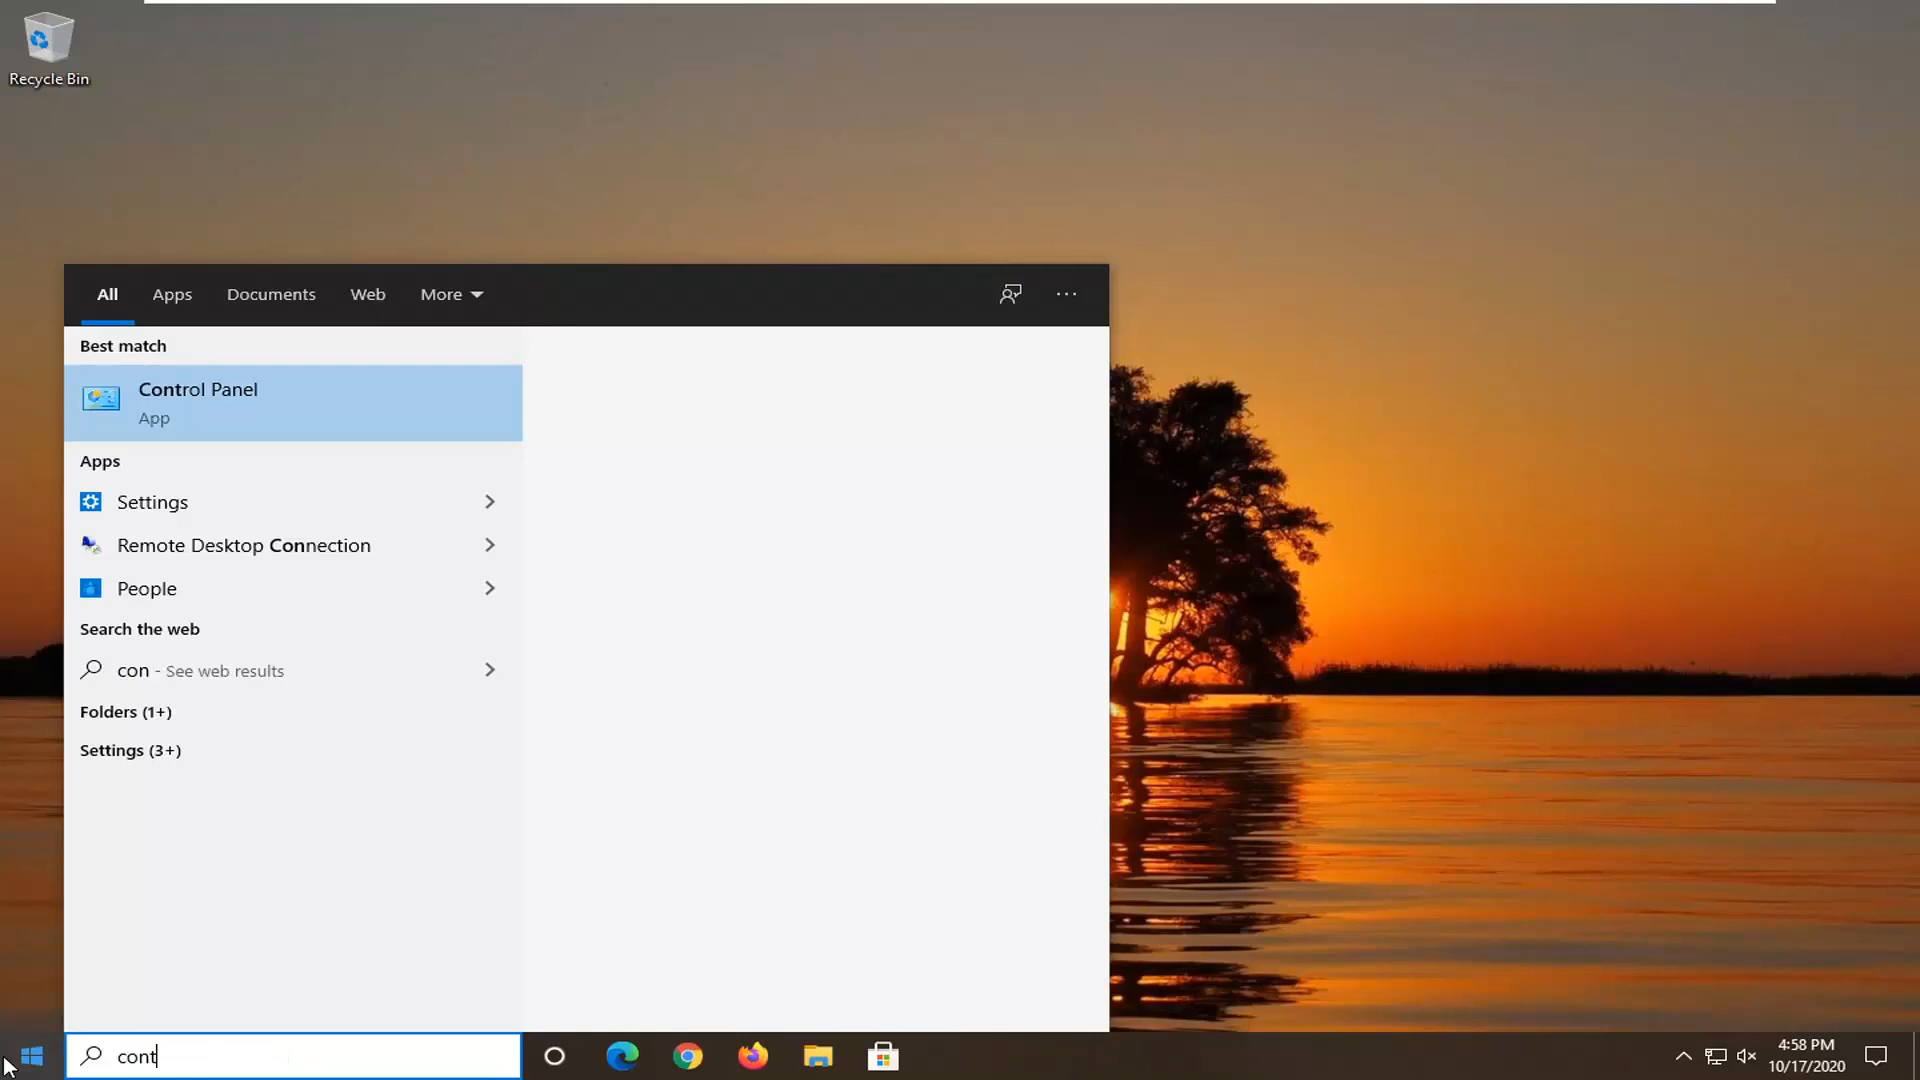 Recycle Bin
All Apps Documents Web More
Best match
Control Panel
App
Apps
Settings
Remote Desktop Connection
People
Search the web
con - See web results
Folders (1+)
Settings (3+)
cont
4:58 PM
10/17/2020